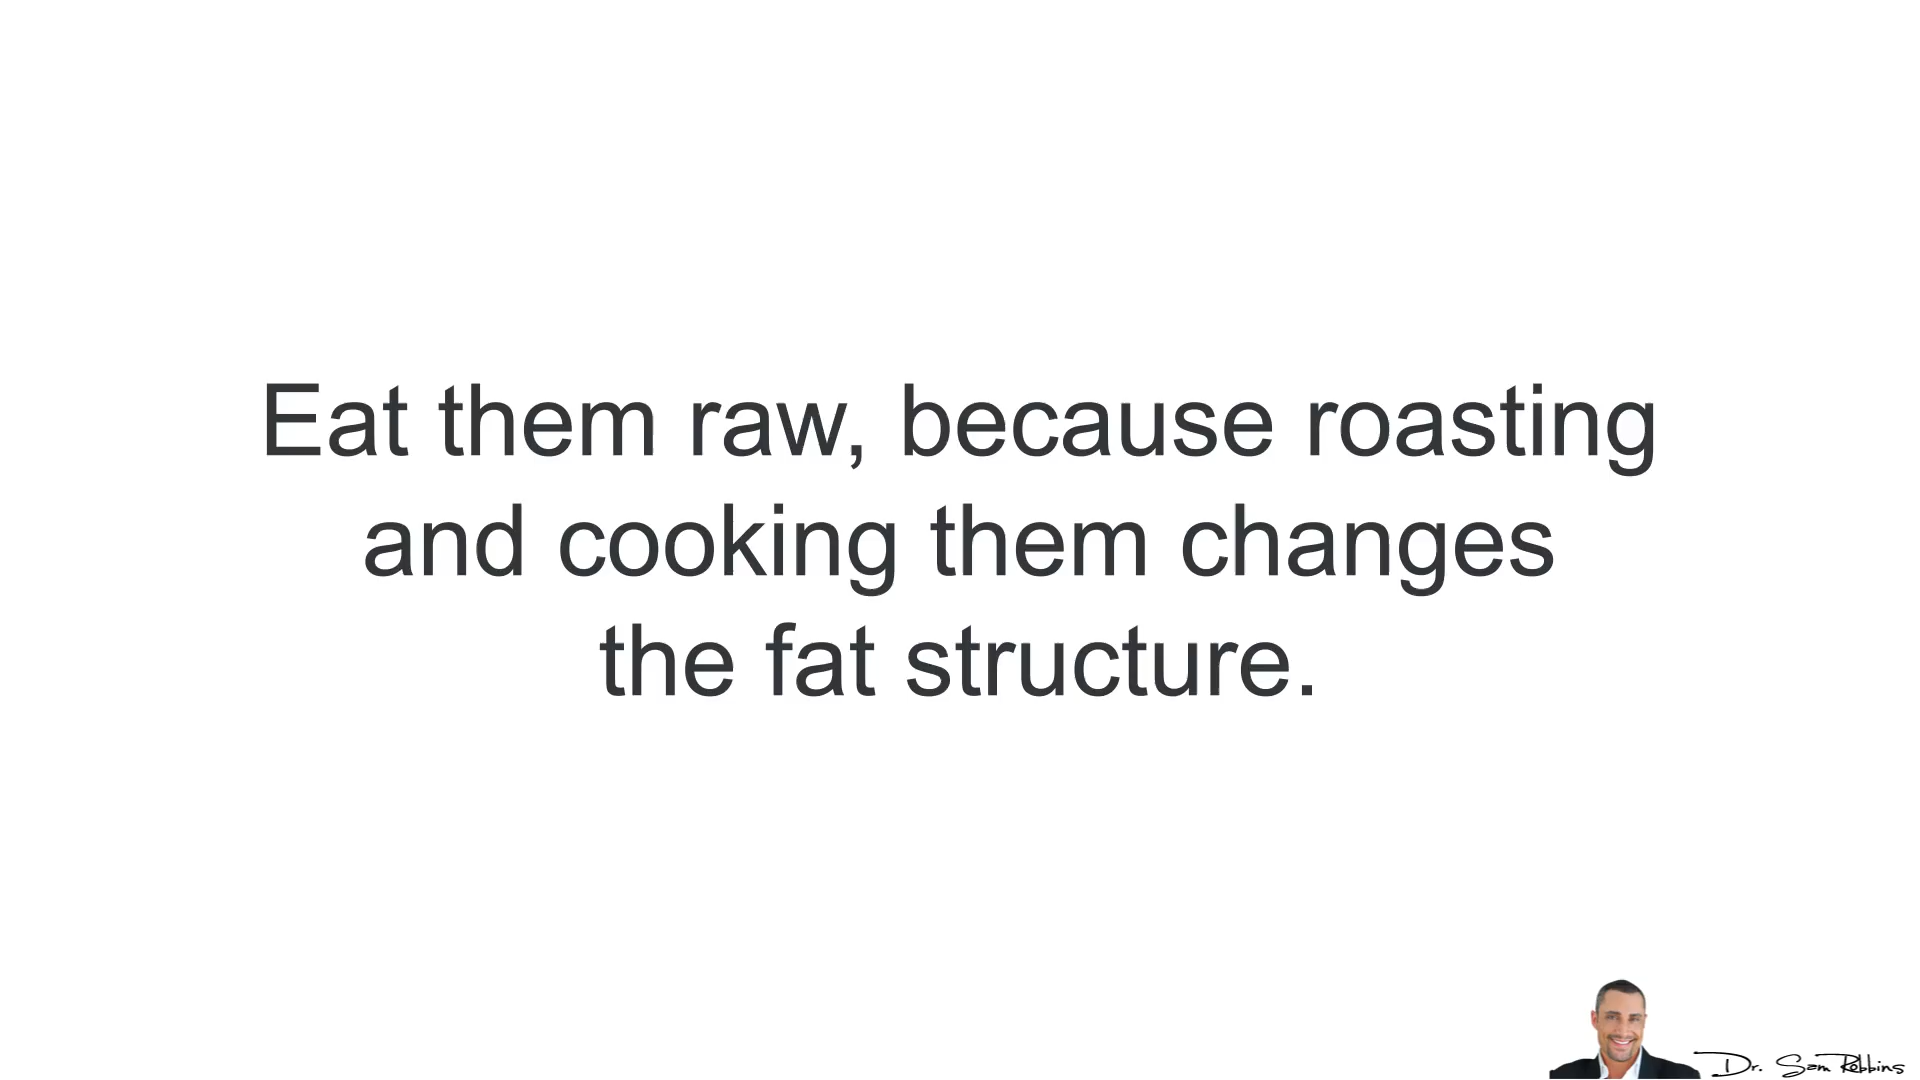 Eat them raw, because roasting
and cooking them changes
the fat structure.
Dr. Sam Robbins